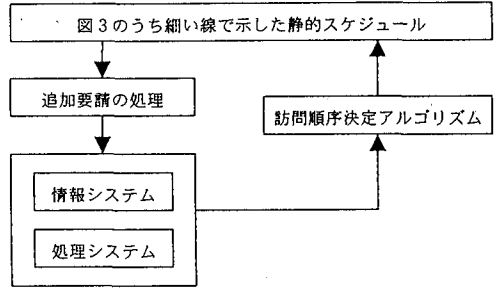 図3のうち細い線で示した静的スケジュール
追加要請の処理
訪問順序決定アルゴリズム
情報システム
処理システム